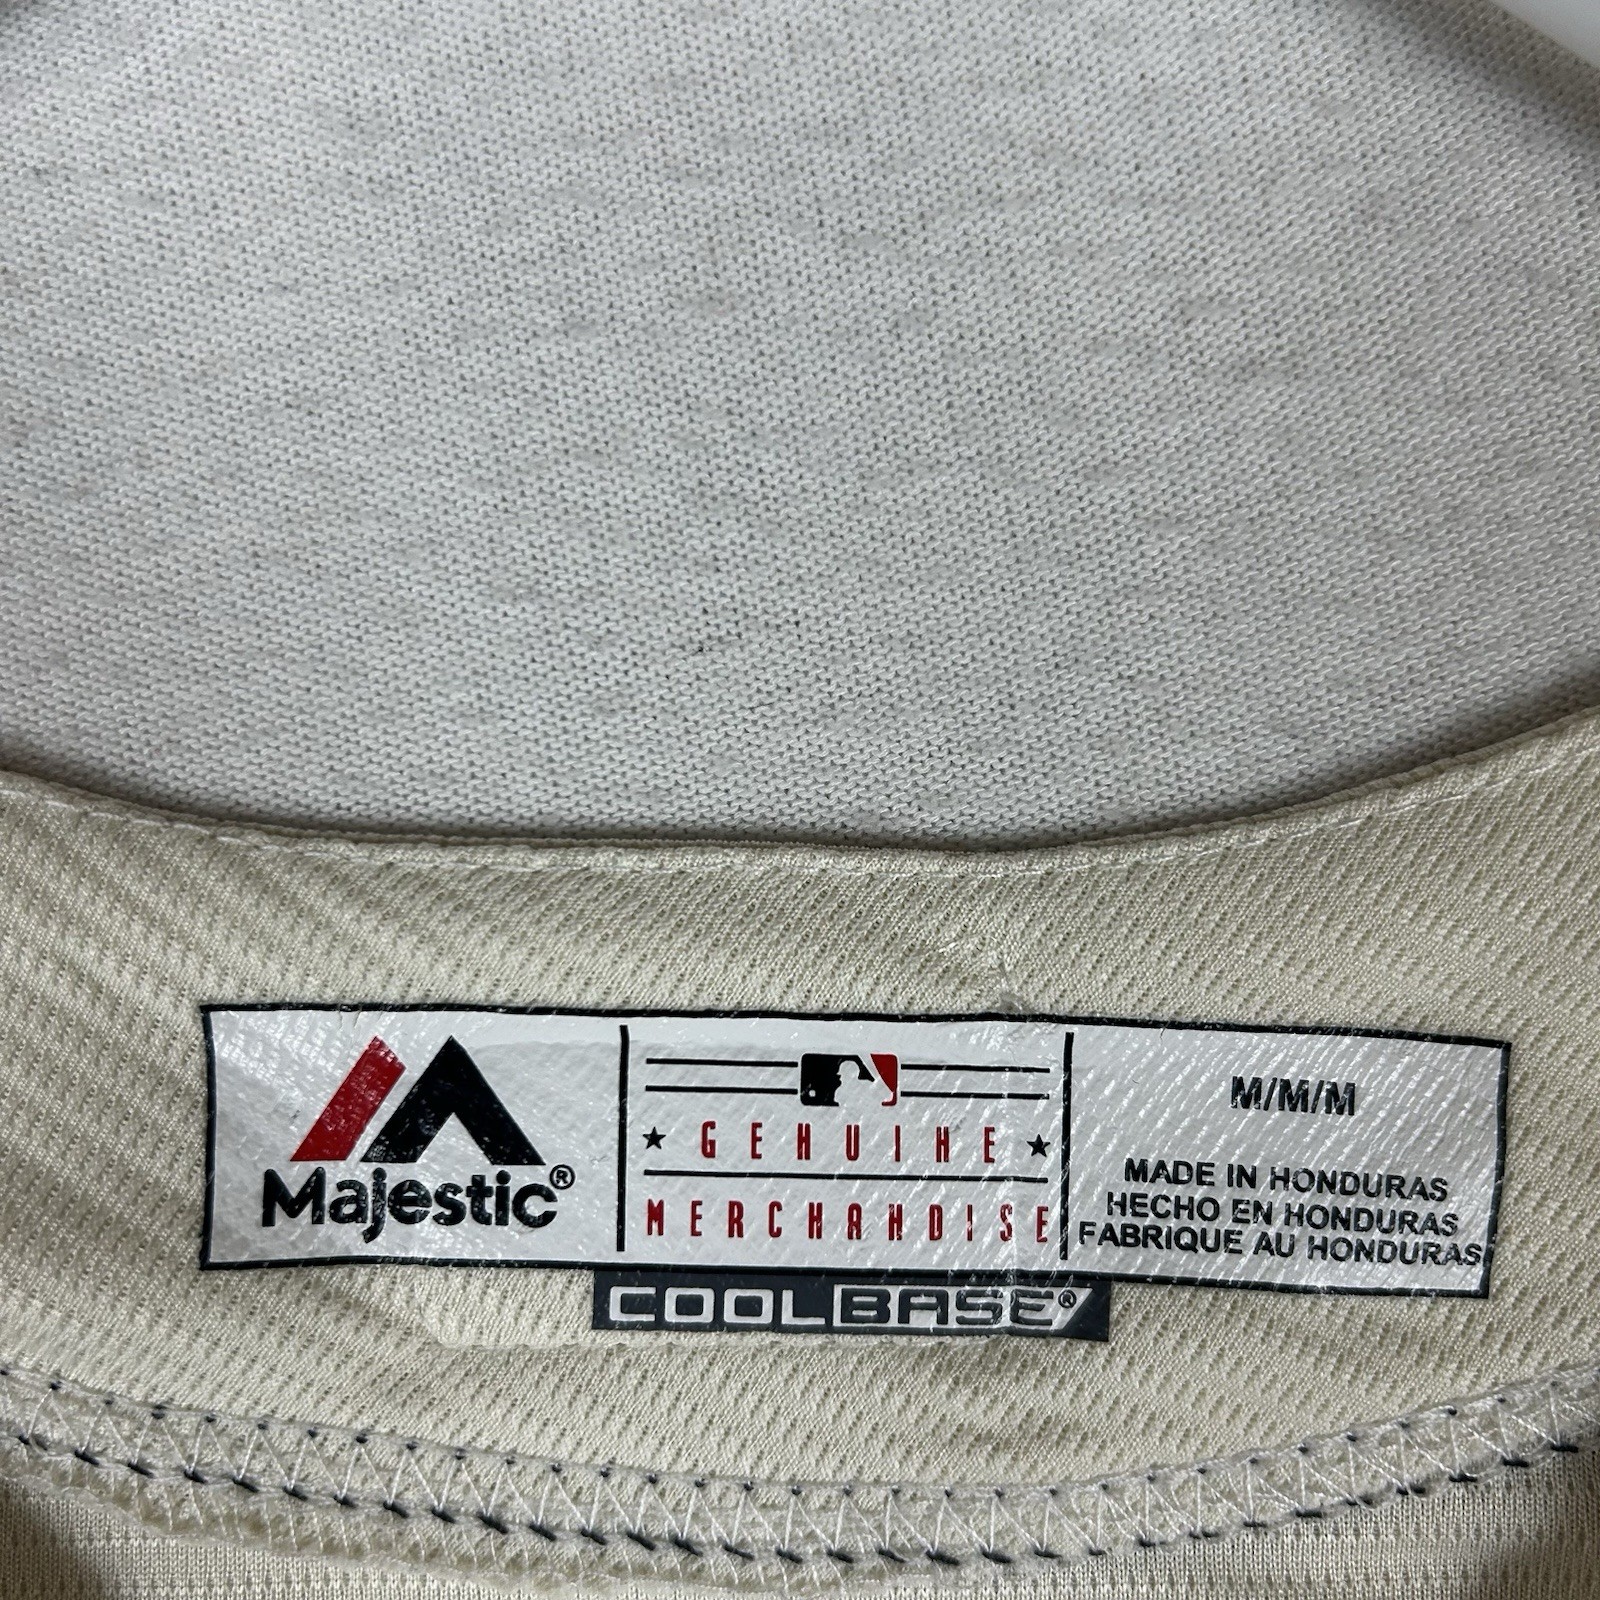 Majestic®
GENUINE
MERCHANDISE
M/M/M
MADE IN HONDURAS
HECHO EN HONDURAS
FABRIQUE AU HONDURAS
COOLBASE®